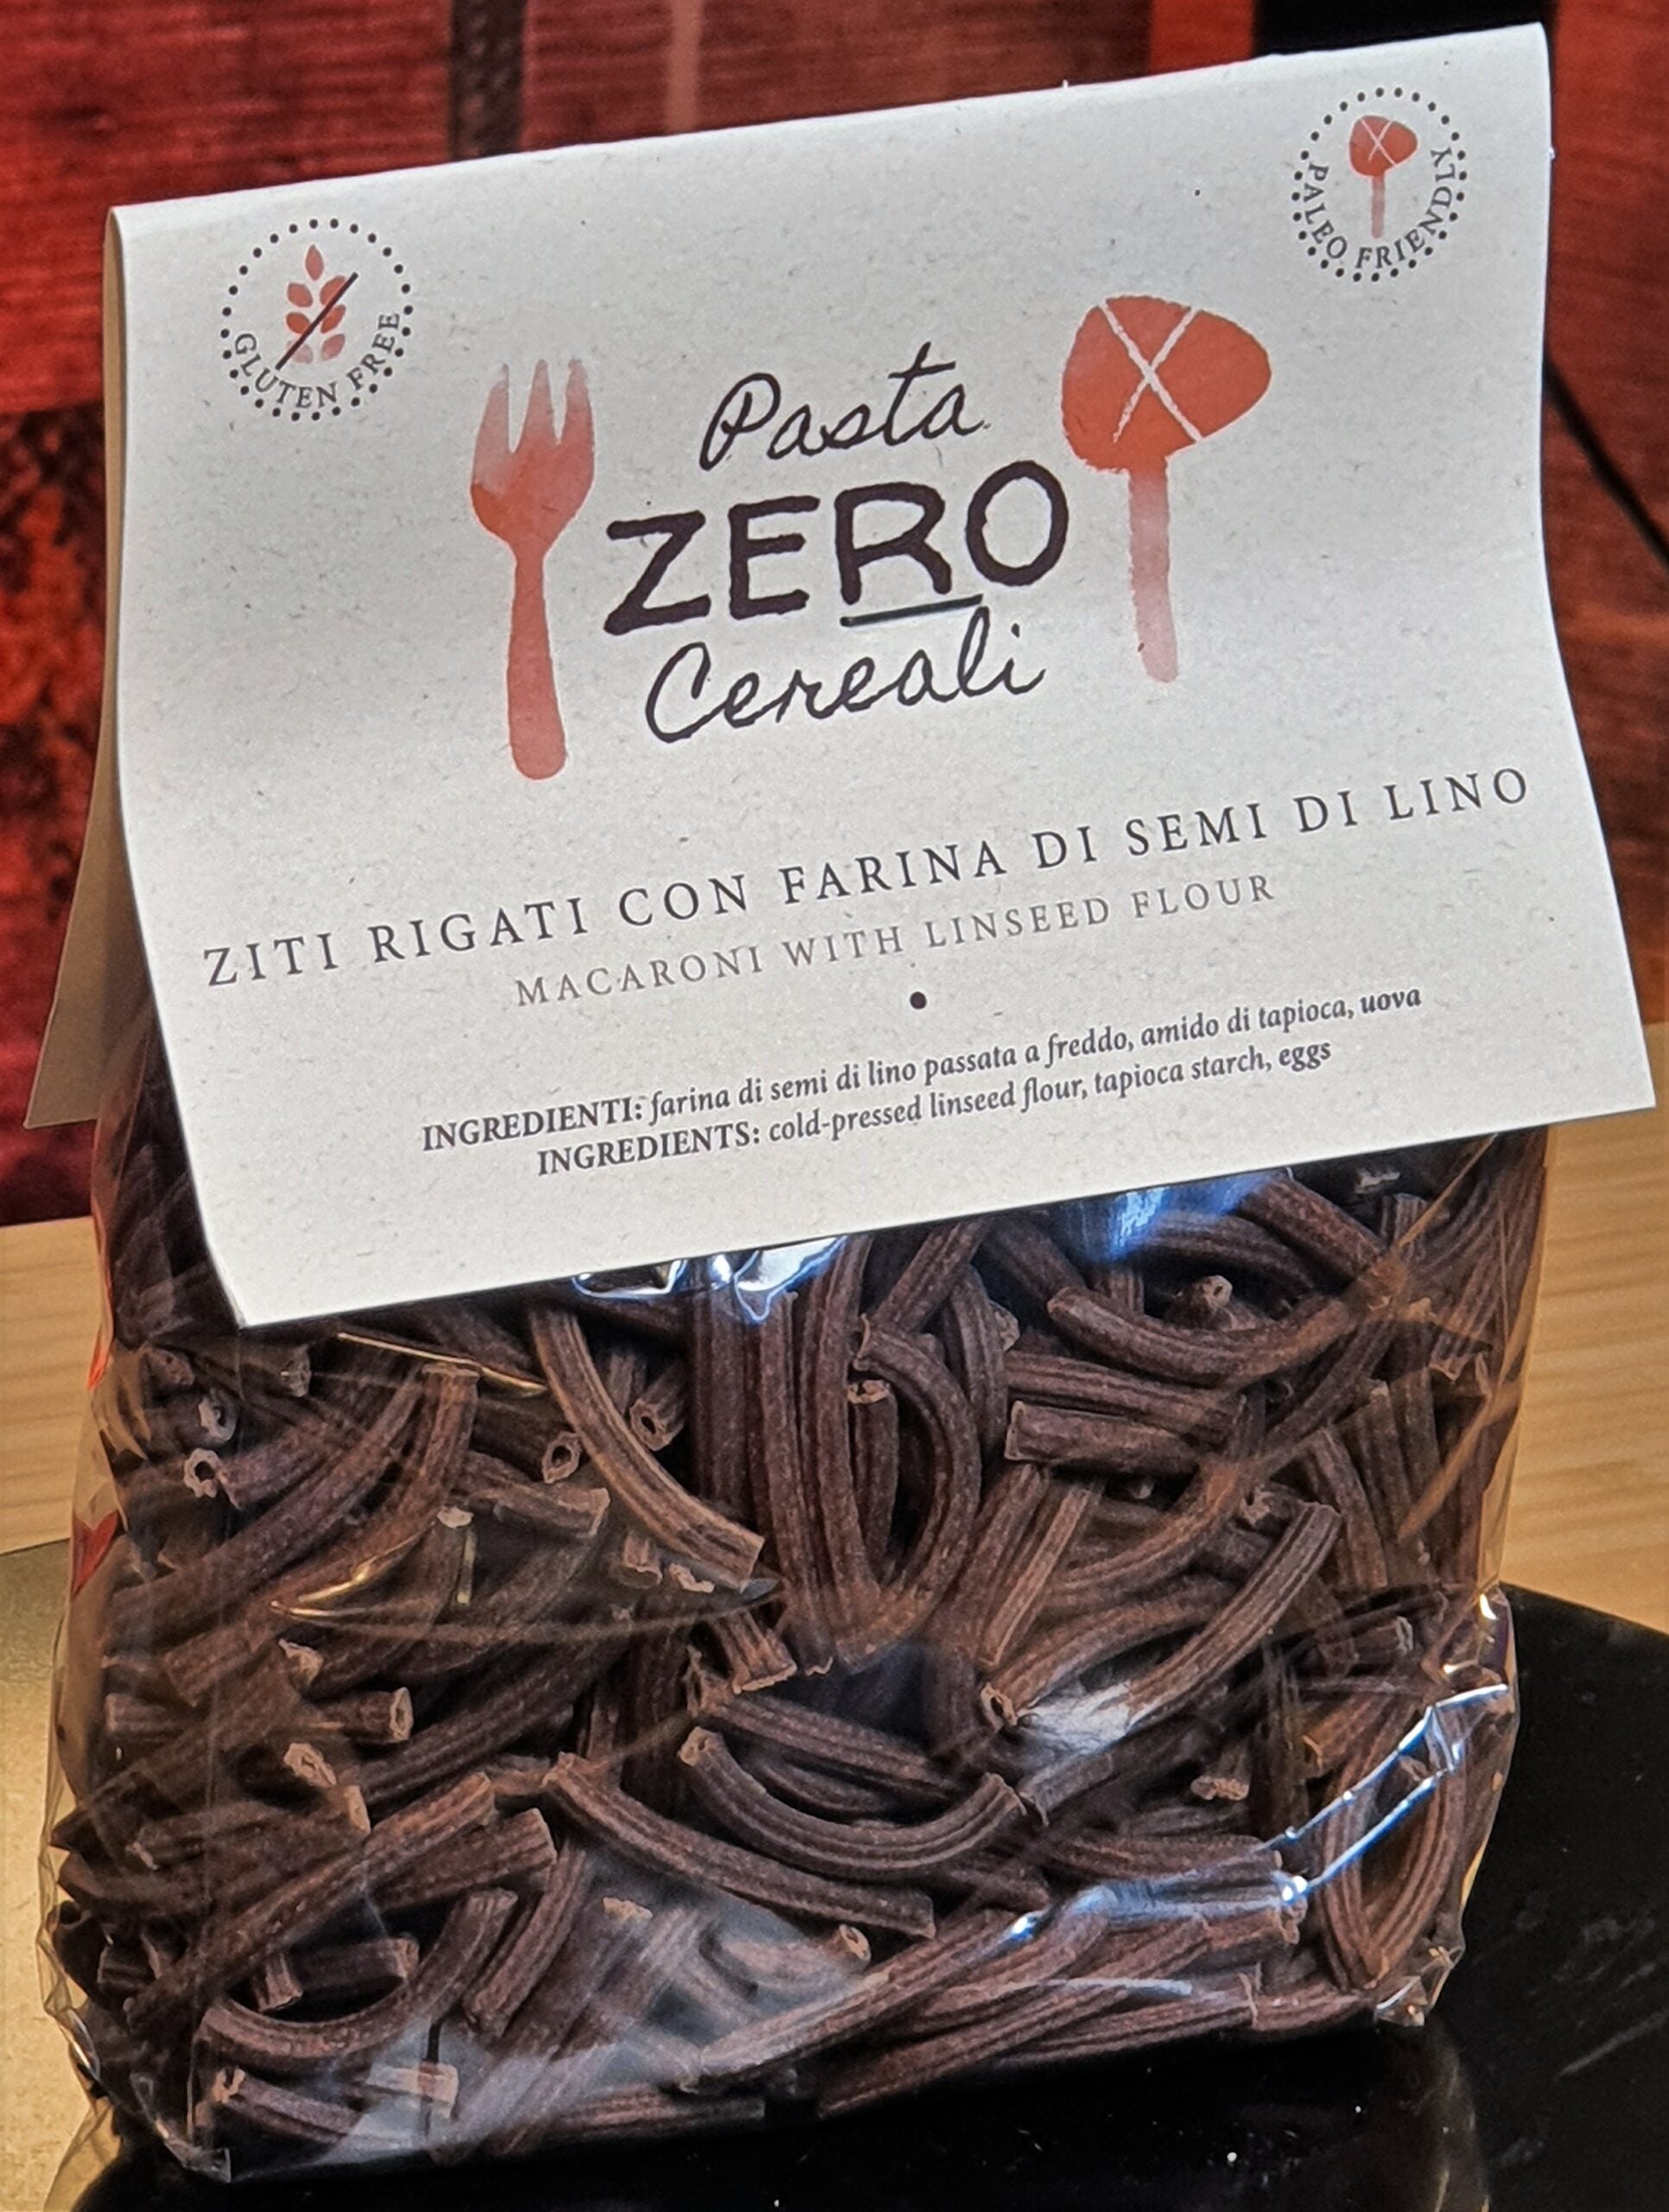 PALEO FRIENDLY
GLUTEN FREE
Pasta
ZERO
Cereali
ZITI RIGATI CON FARINA DI SEMI DI LINO
MACARONI WITH LINSEED FLOUR
INGREDIENTI: farina di semi di lino passata a freddo, amido di tapioca, uova
INGREDIENTS: cold-pressed linseed flour, tapioca starch, eggs